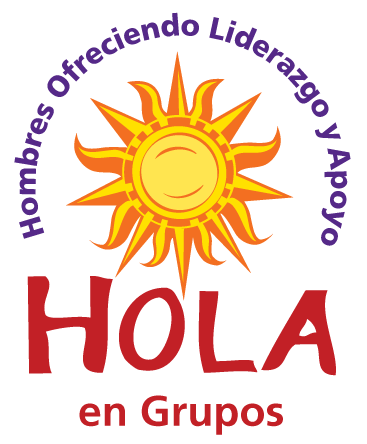 Hombres Ofreciendo Liderazgo y Apoyo
HOLA
en Grupos